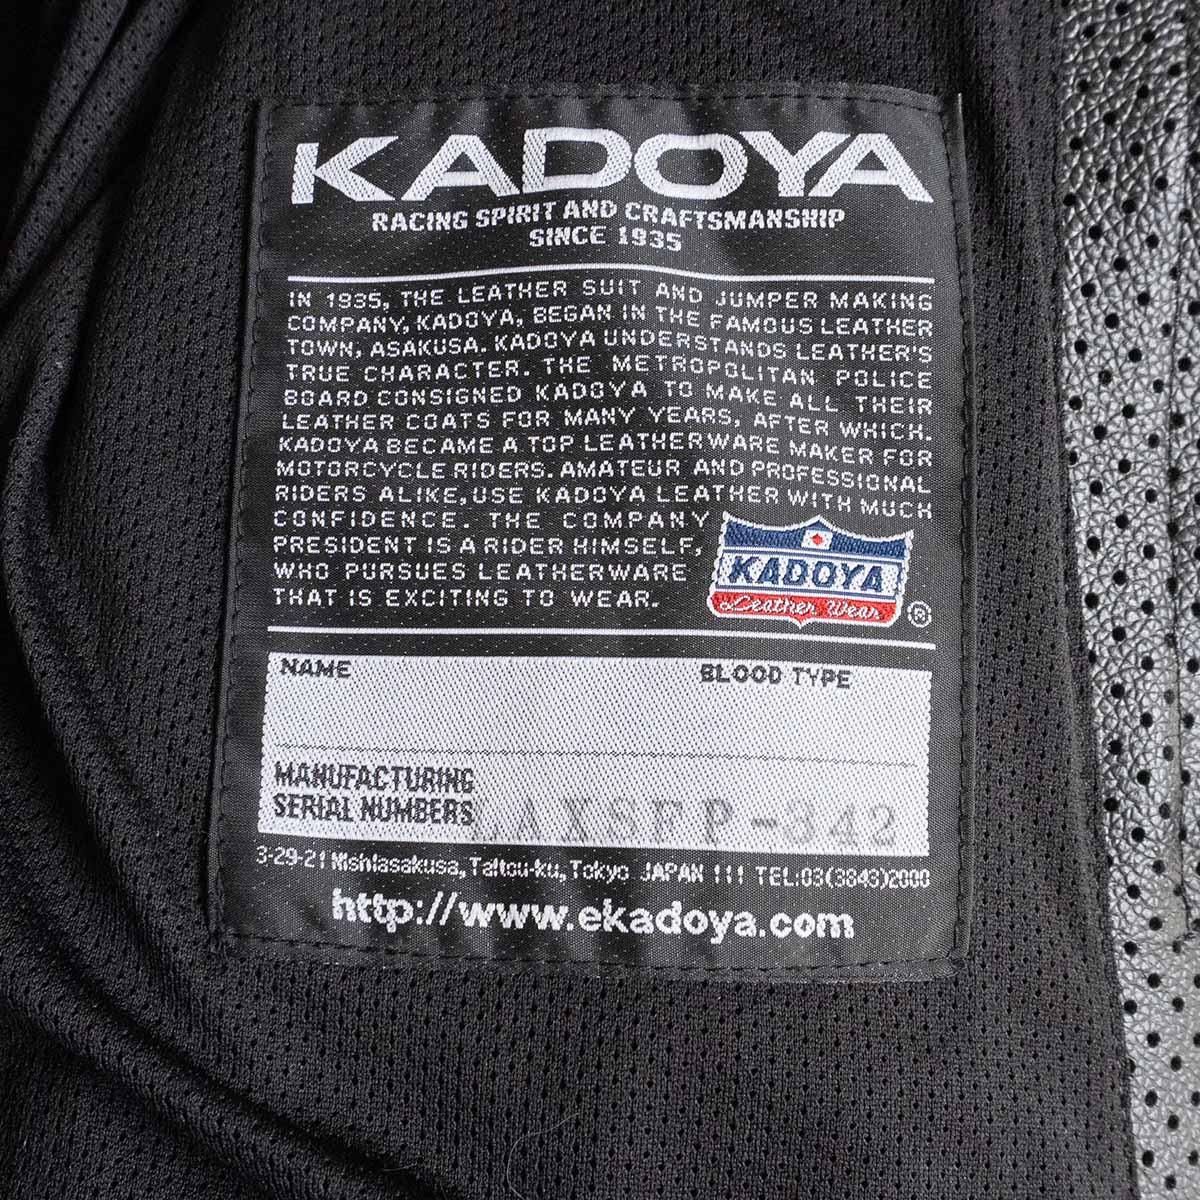 KADOYA
RACING SPIRIT AND CRAFTSMANSHIP
SINCE 1935
IN 1935, THE LEATHER SUIT AND JUMPER MAKING
COMPANY, KADOYA, BEGAN IN THE FAMOUS LEATHER
TOWN, ASAKUSA. KADOYA UNDERSTANDS LEATHER'S
TRUE CHARACTER. THE METROPOLITAN POLICE
BOARD CONSIGNED KADOYA TO MAKE ALL THEIR
LEATHER COATS FOR MANY YEARS, AFTER WHICH.
KADOYA BECAME A TOP LEATHERWARE MAKER FOR
MOTORCYCLE RIDERS. AMATEUR AND PROFESSIONAL
RIDERS ALIKE, USE KADOYA LEATHER WITH MUCH
CONFIDENCE. THE COMPANY
PRESIDENT IS A RIDER HIMSELF,
WHO PURSUES LEATHERWARE
THAT IS EXCITING TO WEAR.
KADOYA
Leather Wear
®
NAME BLOOD TYPE
MANUFACTURING
SERIAL NUMBERS
3-29-21 Nishiasakusa, Taitou-ku, Tokyo JAPAN 111 TEL:03(3843)2000
http://www.ekadoya.com